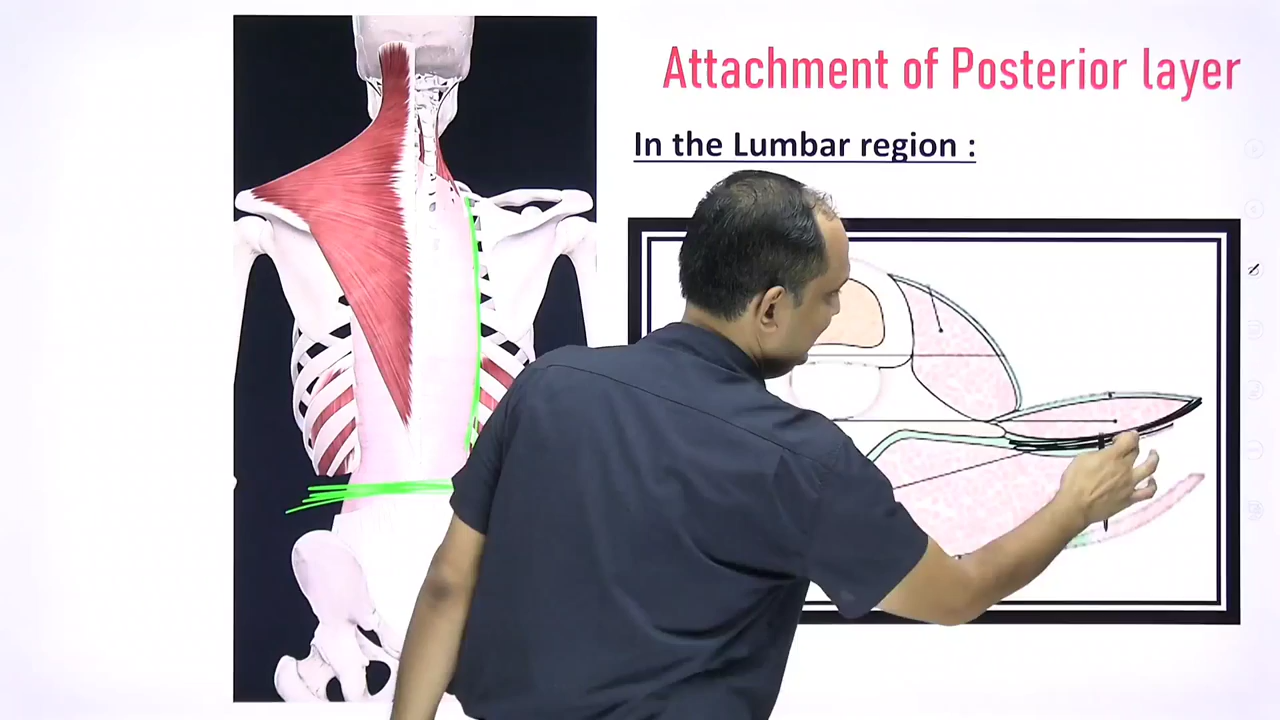 Attachment of Posterior layer
In the Lumbar region :